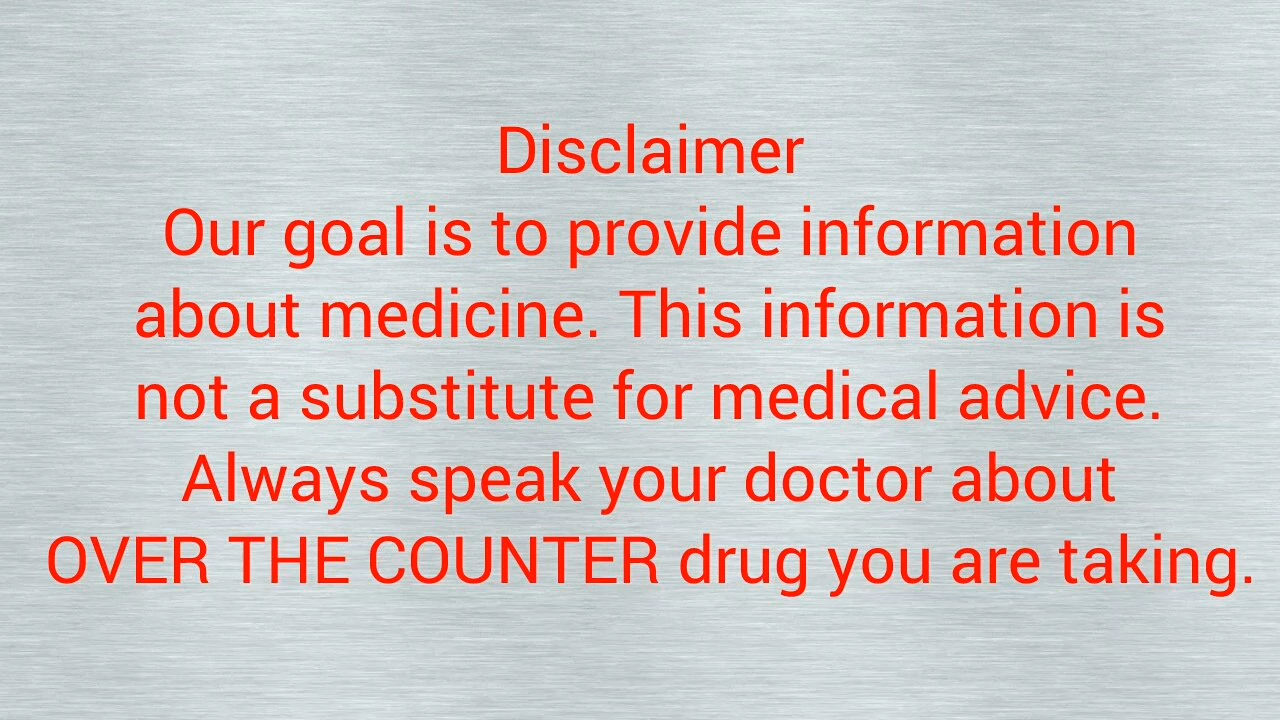 Disclaimer
Our goal is to provide information
about medicine. This information is
not a substitute for medical advice.
Always speak your doctor about
OVER THE COUNTER drug you are taking.